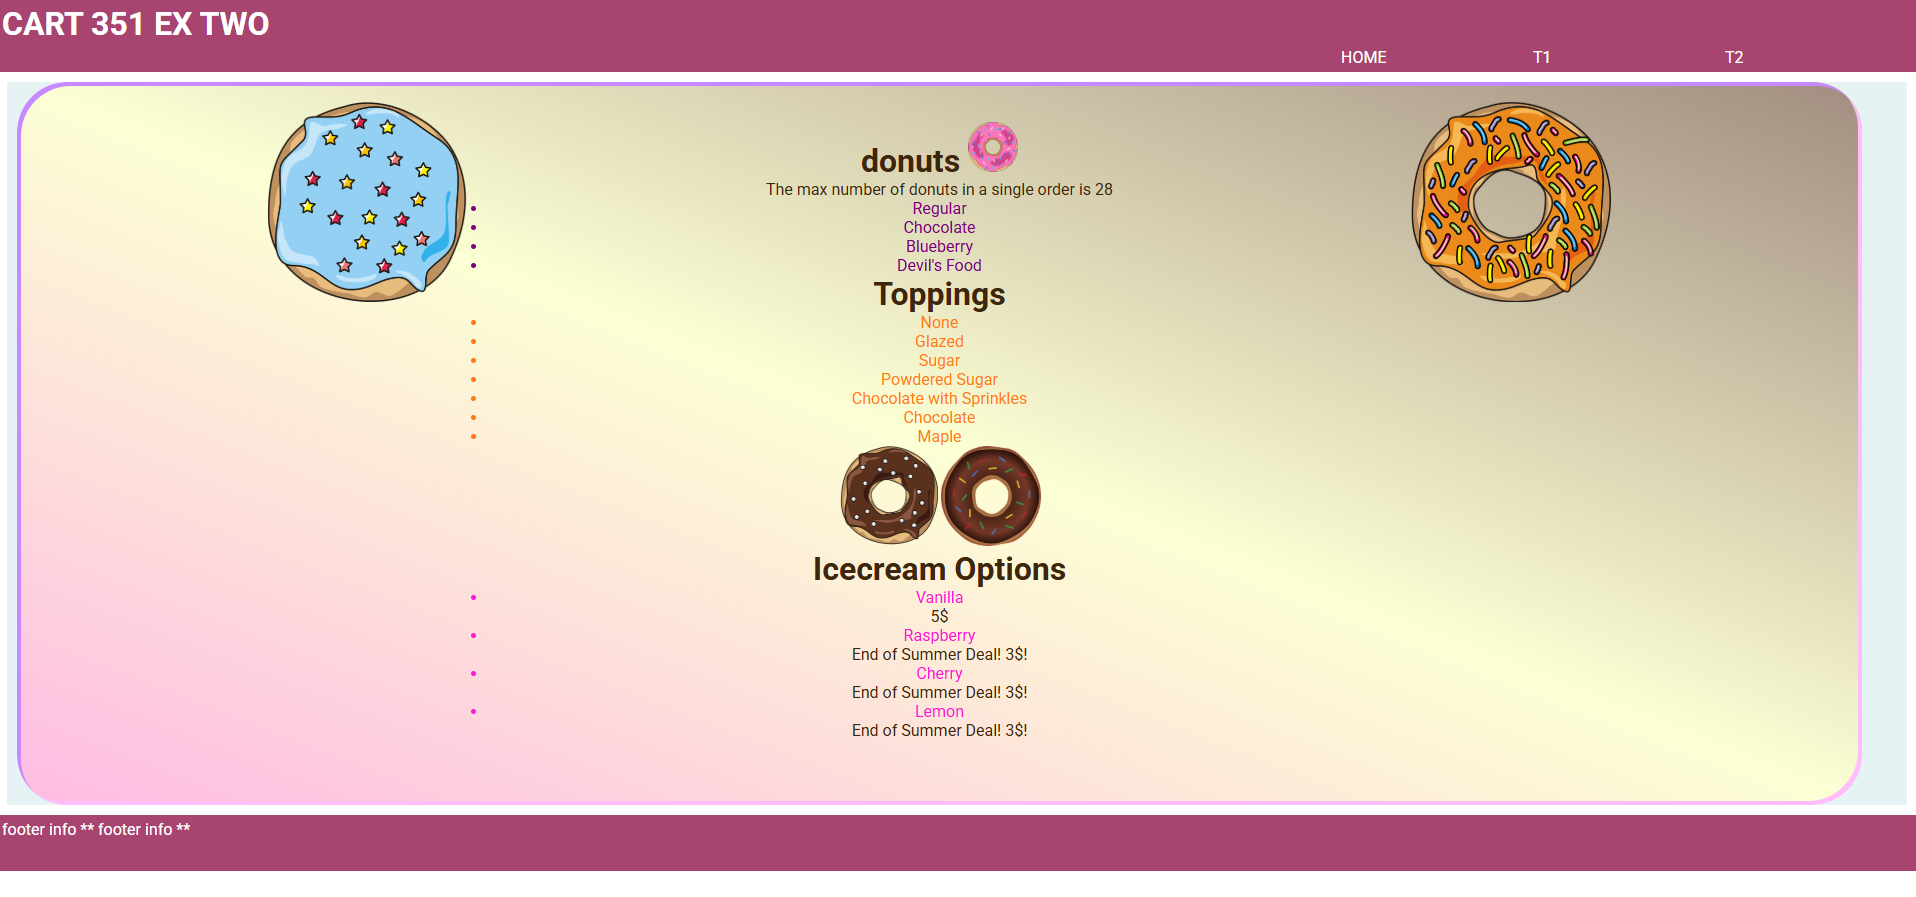 CART 351 EX TWO
HOME T1 T2
donuts
The max number of donuts in a single order is 28
Regular
Chocolate
Blueberry
Devil's Food
Toppings
None
Glazed
Sugar
Powdered Sugar
Chocolate with Sprinkles
Chocolate
Maple
Icecream Options
Vanilla
5$
Raspberry
End of Summer Deal! 3$!
Cherry
End of Summer Deal! 3$!
Lemon
End of Summer Deal! 3$!
footer info ** footer info **